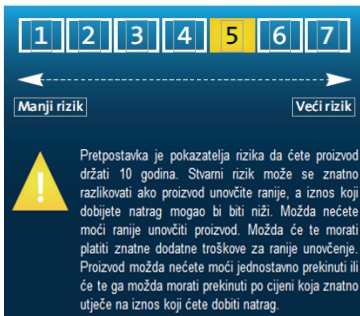 1 2 3 4 5 6 7
Manji rizik Veći rizik
Pretpostavka je pokazatelja rizika da ćete proizvod
držati 10 godina. Stvarni rizik može se znatno
razlikovati ako proizvod unovčite ranije, a iznos koji
dobijete natrag mogao bi biti niži. Možda nećete
moći ranije unovčiti proizvod. Možda će te morati
platiti znatne dodatne troškove za ranije unovčenje.
Proizvod možda nećete moći jednostavno prekinuti ili
će te ga možda morati prekinuti po cijeni koja znatno
utječe na iznos koji ćete dobiti natrag.